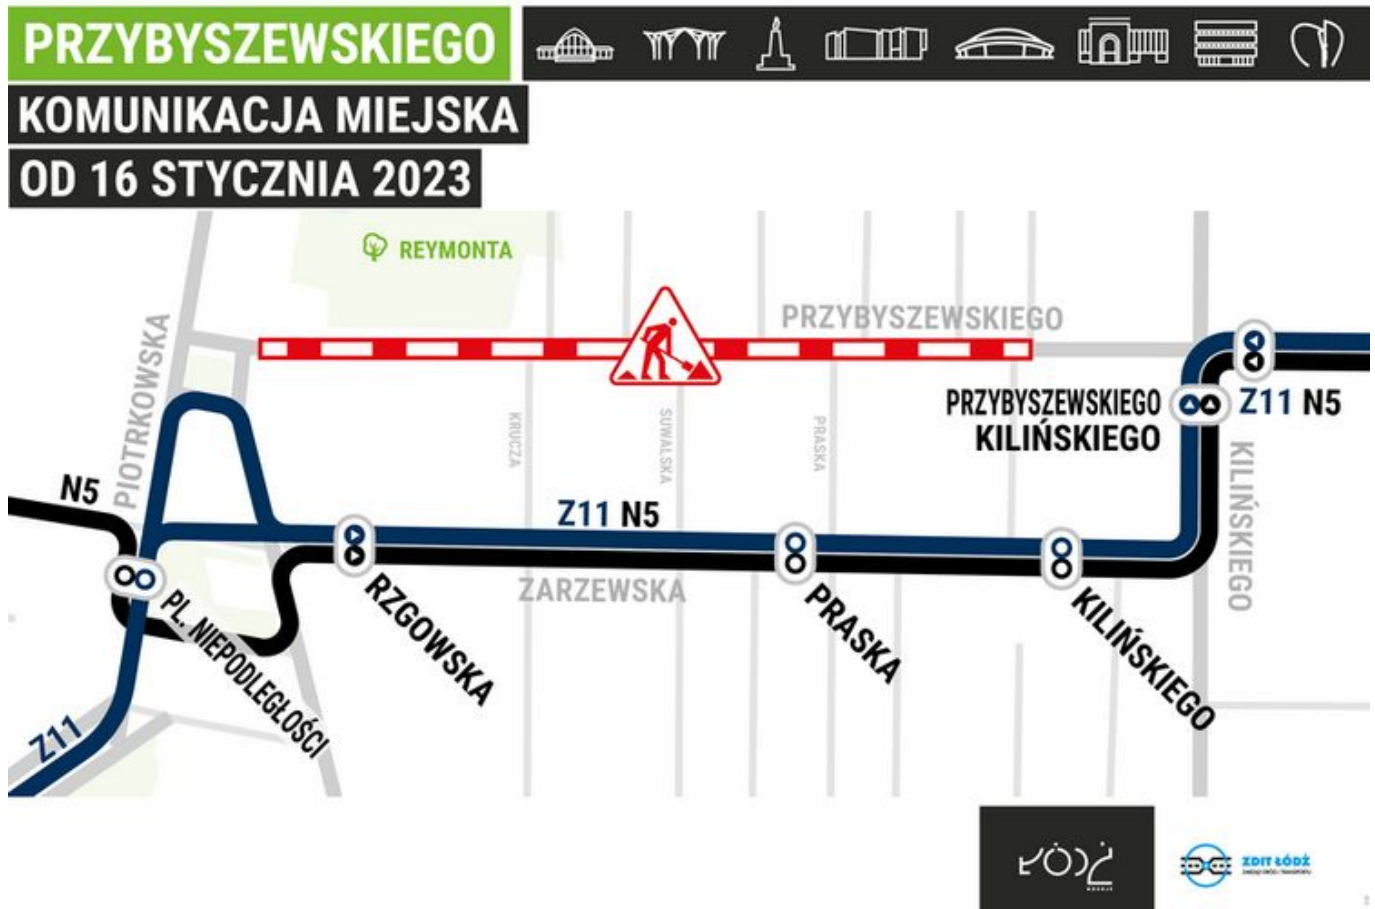 PRZYBYSZEWSKIEGO
KOMUNIKACJA MIEJSKA
OD 16 STYCZNIA 2023
REYMONTA
PRZYBYSZEWSKIEGO
PIOTRKOWSKA
PRZYBYSZEWSKIEGO
KILIŃSKIEGO
Z11 N5
KRUCZA
SUWALSKA
PRASKA
KILIŃSKIEGO
N5
Z11 N5
ZARZEWSKA
PL. NIEPODLEGŁOŚCI
RZGOWSKA
PRASKA
KILIŃSKIEGO
Z11
ZDIT ŁÓDŹ